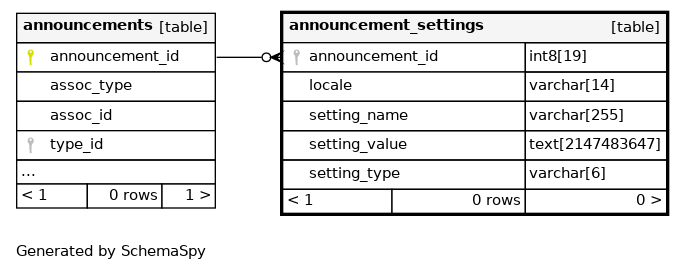 announcements [table]
announcement_id
assoc_type
assoc_id
type_id
...
< 1 0 rows 1 >
announcement_settings [table]
announcement_id int8[19]
locale varchar[14]
setting_name varchar[255]
setting_value text[2147483647]
setting_type varchar[6]
< 1 0 rows 0 >
Generated by SchemaSpy